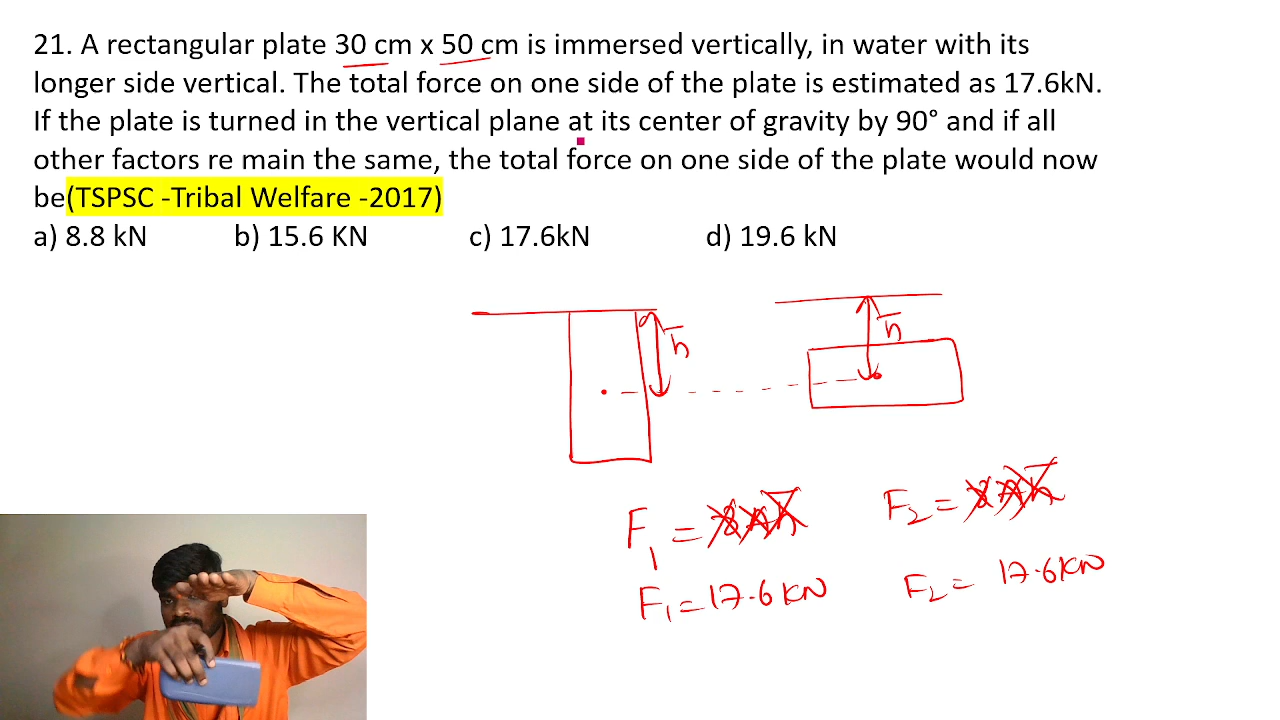 21. A rectangular plate 30 cm x 50 cm is immersed vertically, in water with its
longer side vertical. The total force on one side of the plate is estimated as 17.6kN.
If the plate is turned in the vertical plane at its center of gravity by 90° and if all
other factors re main the same, the total force on one side of the plate would now
be(TSPSC -Tribal Welfare -2017)
a) 8.8 kN b) 15.6 KN c) 17.6kN d) 19.6 kN
h̄ h̄
F₁ = F₂ =
F₁ = 17.6 KN F₂ = 17.6KN